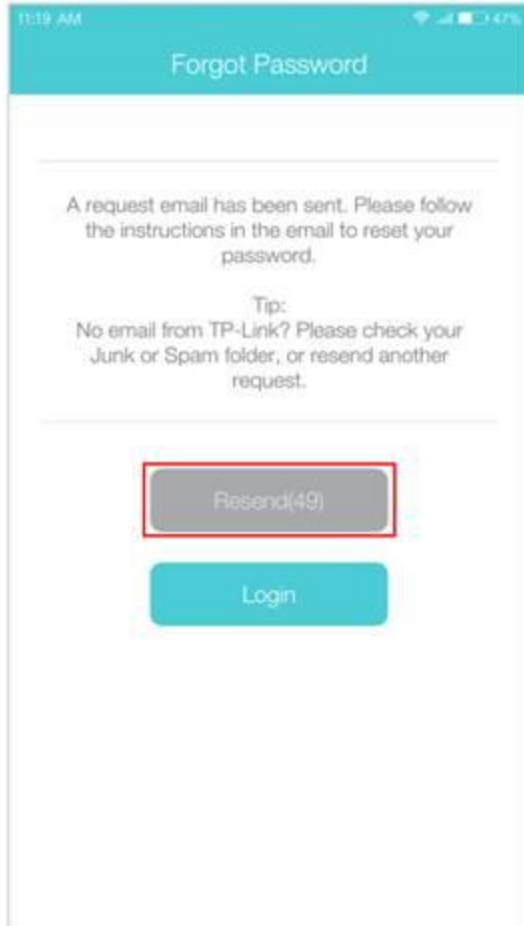 11:19 AM 47%
Forgot Password
A request email has been sent. Please follow
the instructions in the email to reset your
password.
Tip:
No email from TP-Link? Please check your
Junk or Spam folder, or resend another
request.
Resend(49)
Login